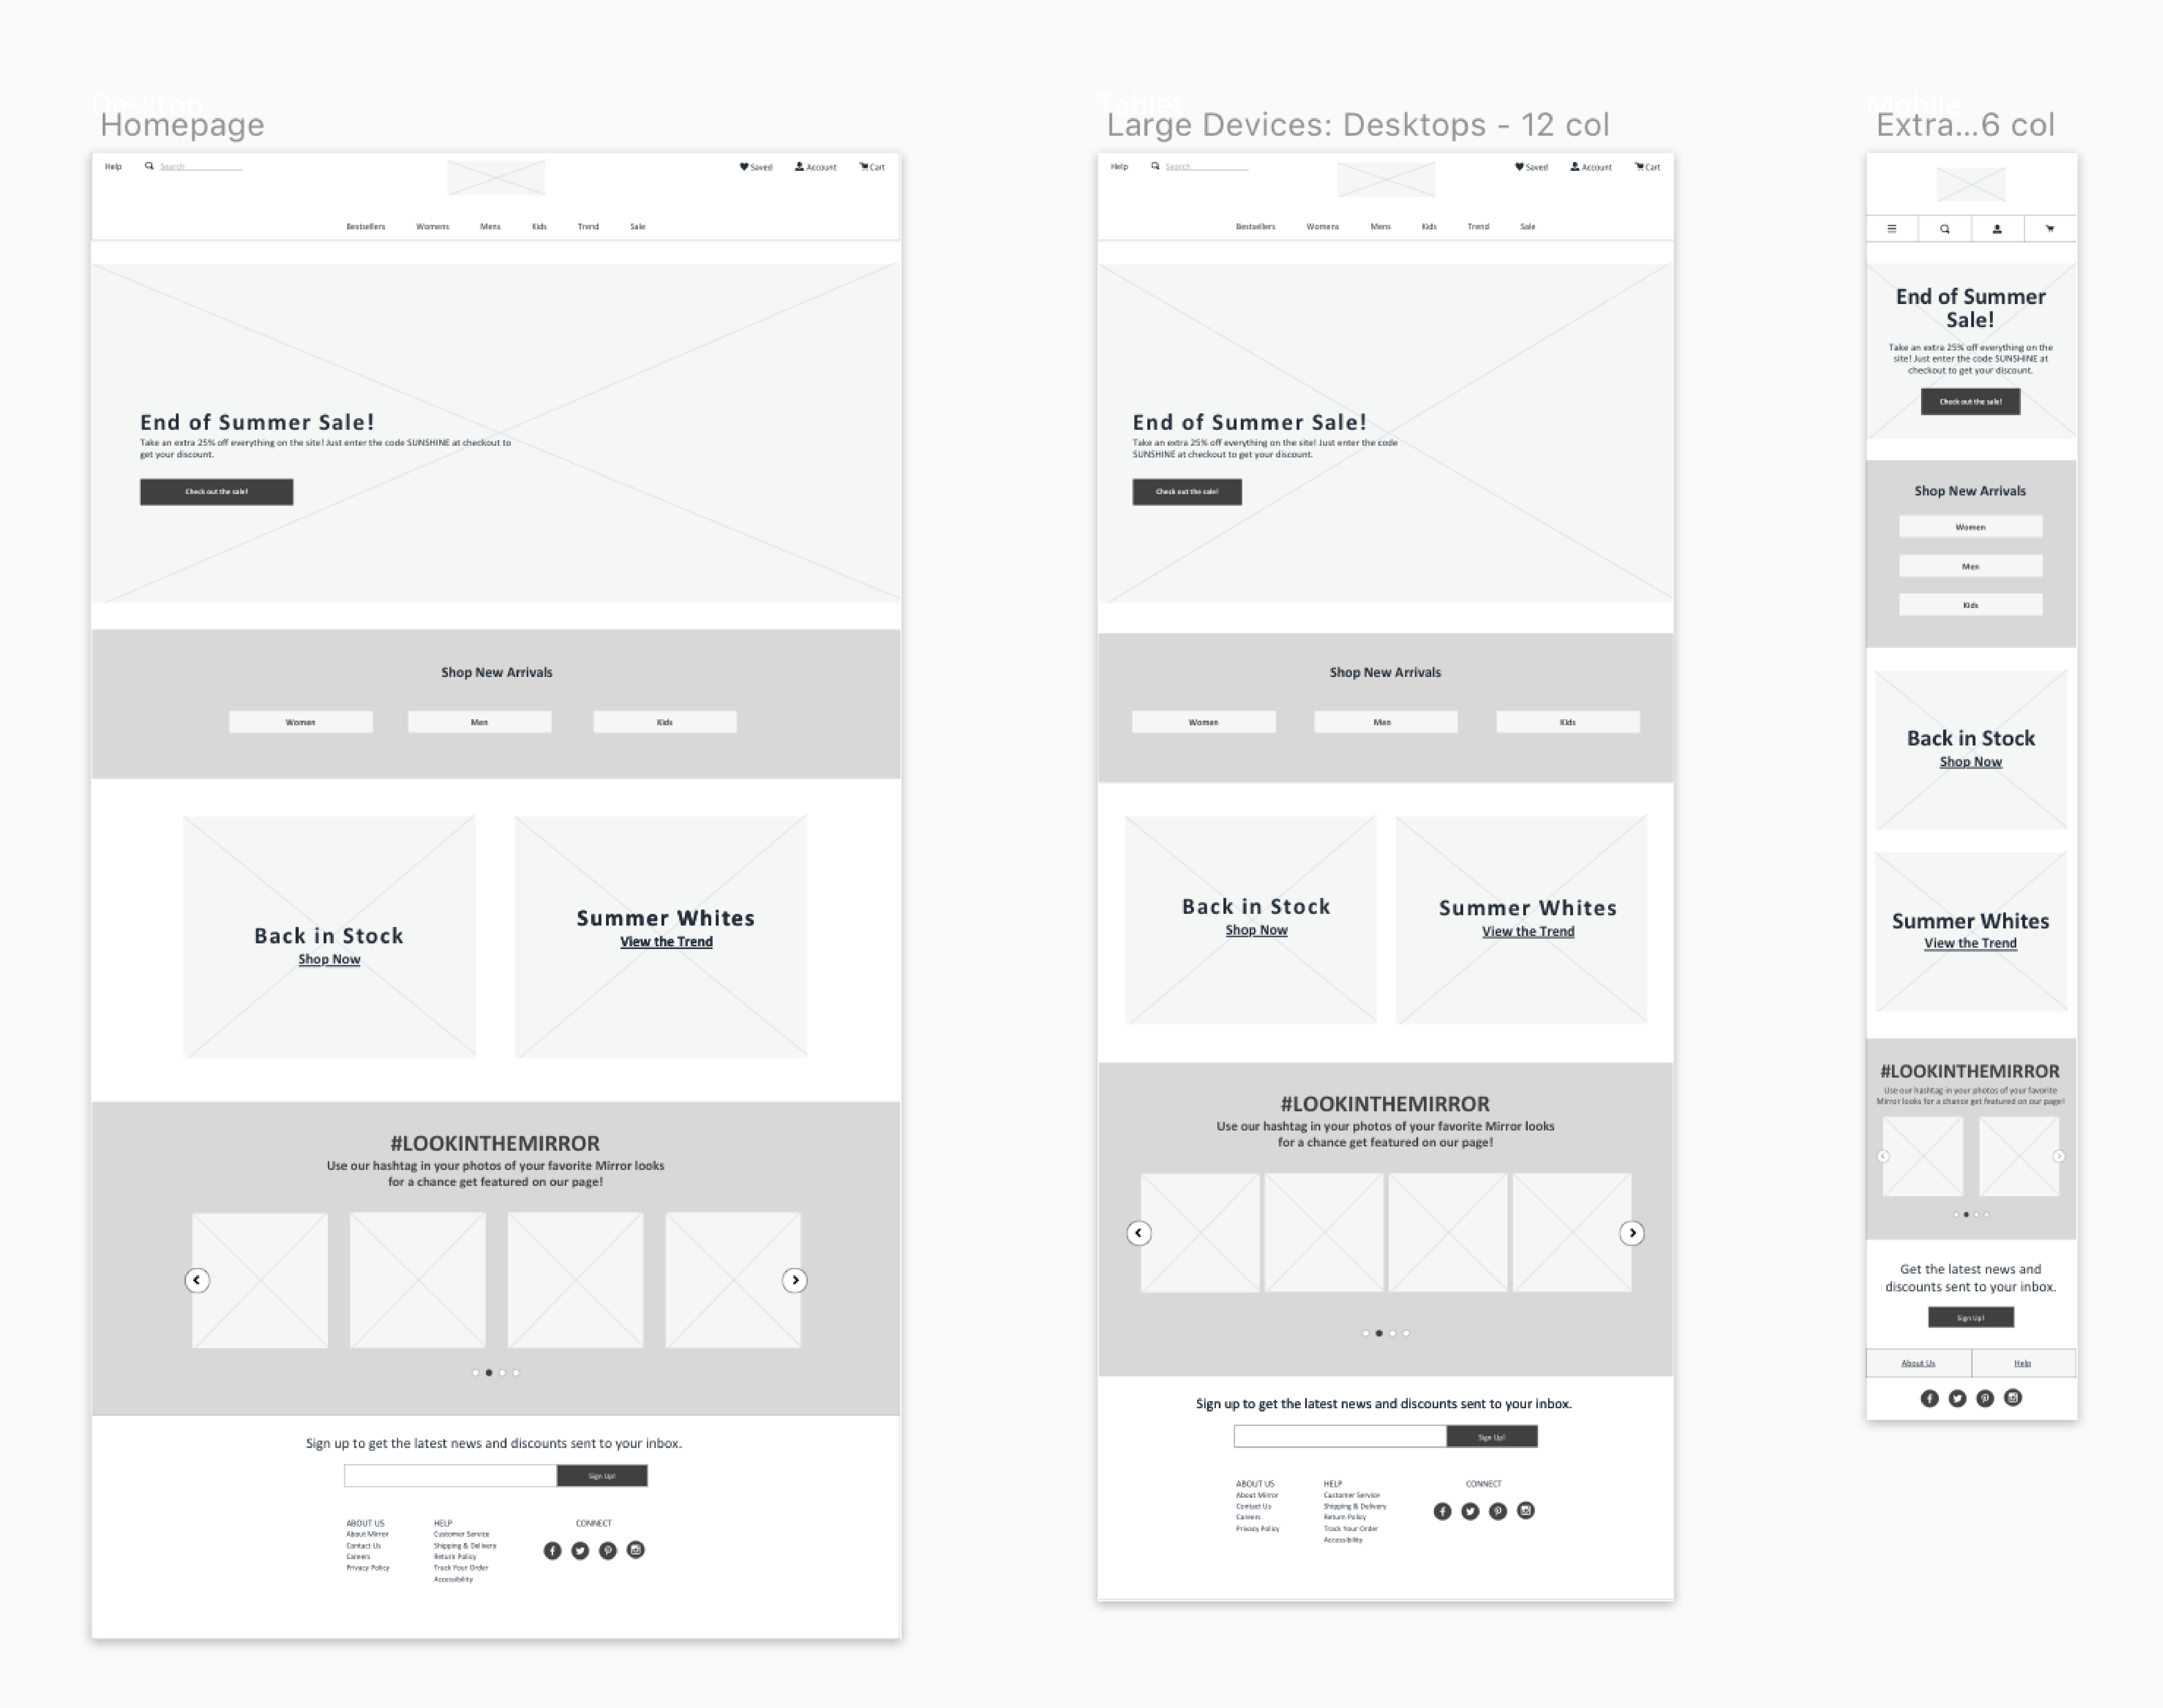 Desktop
Homepage
Help
Search
Saved
Account
Cart
Bestsellers
Womens
Mens
Kids
Trend
Sale
End of Summer Sale!
Take an extra 25% off everything on the site! Just enter the code SUNSHINE at checkout to
get your discount.
Check out the sale!
Shop New Arrivals
Women
Men
Kids
Back in Stock
Shop Now
Summer Whites
View the Trend
#LOOKINTHEMIRROR
Use our hashtag in your photos of your favorite Mirror looks
for a chance get featured on our page!
Sign up to get the latest news and discounts sent to your inbox.
Sign Up!
ABOUT US
About Mirror
Contact Us
Careers
Privacy Policy
HELP
Customer Service
Shipping & Delivery
Return Policy
Track Your Order
Accessibility
CONNECT
Tablet
Large Devices: Desktops - 12 col
Help
Search
Saved
Account
Cart
Bestsellers
Womens
Mens
Kids
Trend
Sale
End of Summer Sale!
Take an extra 25% off everything on the site! Just enter the code
SUNSHINE at checkout to get your discount.
Check out the sale!
Shop New Arrivals
Women
Men
Kids
Back in Stock
Shop Now
Summer Whites
View the Trend
#LOOKINTHEMIRROR
Use our hashtag in your photos of your favorite Mirror looks
for a chance get featured on our page!
Sign up to get the latest news and discounts sent to your inbox.
Sign Up!
ABOUT US
About Mirror
Contact Us
Careers
Privacy Policy
HELP
Customer Service
Shipping & Delivery
Return Policy
Track Your Order
Accessibility
CONNECT
Mobile
Extra...6 col
End of Summer
Sale!
Take an extra 25% off everything on the
site! Just enter the code SUNSHINE at
checkout to get your discount.
Check out the sale!
Shop New Arrivals
Women
Men
Kids
Back in Stock
Shop Now
Summer Whites
View the Trend
#LOOKINTHEMIRROR
Use our hashtag in your photos of your favorite
Mirror looks for a chance get featured on our page!
Get the latest news and
discounts sent to your inbox.
Sign Up!
About Us
Help